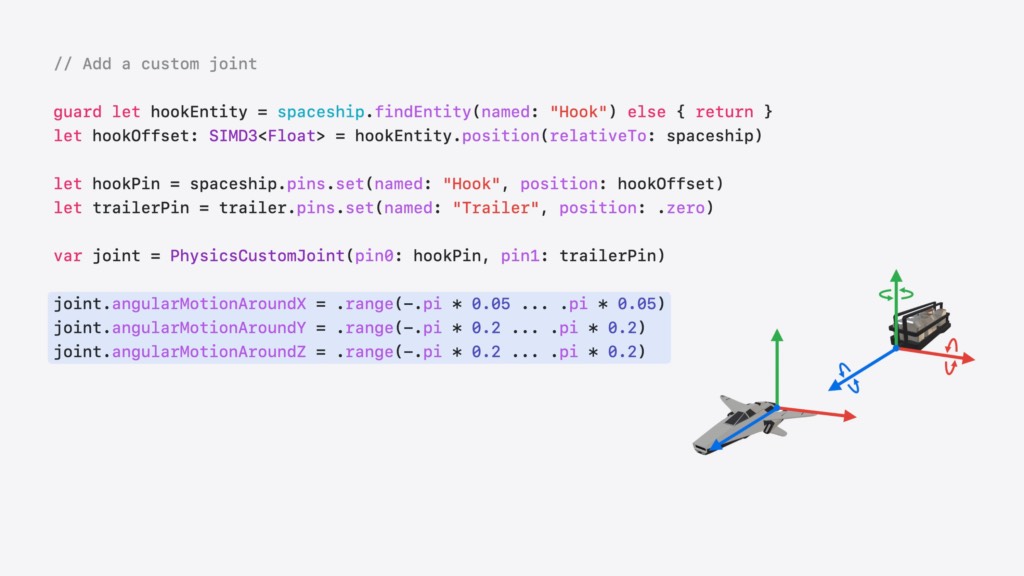 // Add a custom joint
guard let hookEntity = spaceship.findEntity(named: "Hook") else { return }
let hookOffset: SIMD3<Float> = hookEntity.position(relativeTo: spaceship)
let hookPin = spaceship.pins.set(named: "Hook", position: hookOffset)
let trailerPin = trailer.pins.set(named: "Trailer", position: .zero)
var joint = PhysicsCustomJoint(pin0: hookPin, pin1: trailerPin)
joint.angularMotionAroundX = .range(-.pi * 0.05 ... .pi * 0.05)
joint.angularMotionAroundY = .range(-.pi * 0.2 ... .pi * 0.2)
joint.angularMotionAroundZ = .range(-.pi * 0.2 ... .pi * 0.2)